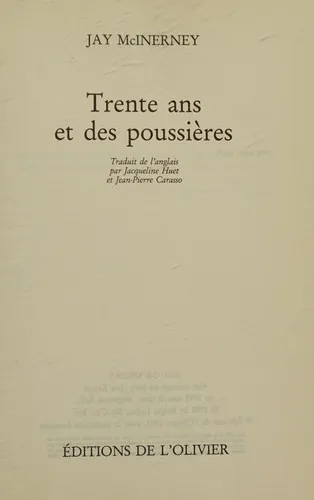 JAY McINERNEY
Trente ans
et des poussières
Traduit de l'anglais
par Jacqueline Huet
et Jean-Pierre Carasso
ÉDITIONS DE L'OLIVIER